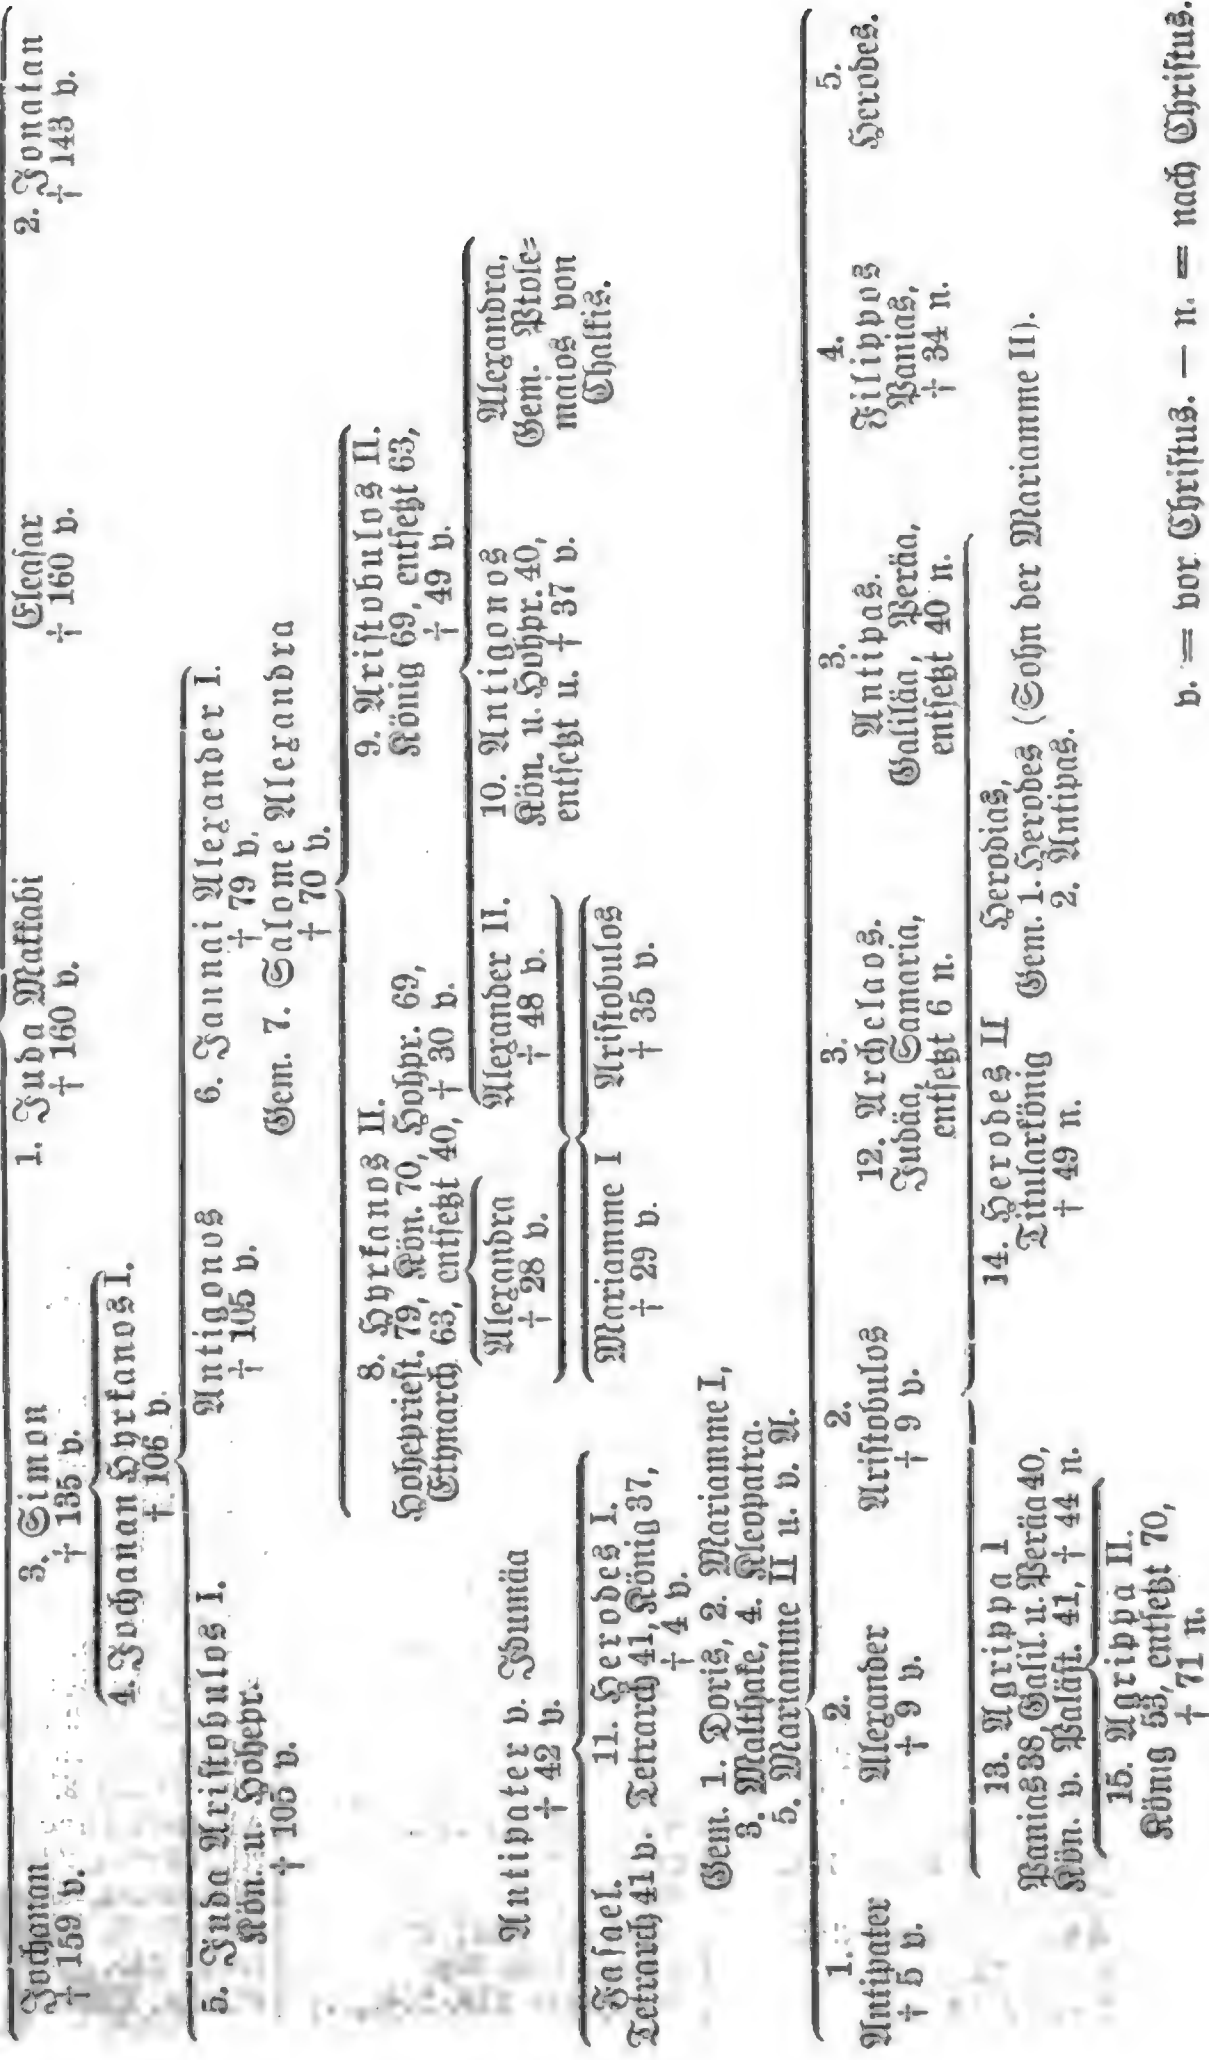 Jochanan
† 159 v.
3. Simon
† 135 v.
1. Juda Makkabi
† 160 v.
Eleasar
† 160 v.
2. Jonatan
† 143 v.
4. Jochanan Hyrkanos I.
† 106 v.
5. Juda Aristobulos I.
Kön. u. Hohepr.
† 105 v.
Antigonos
† 105 v.
6. Jannai Alexander I.
† 79 v.
Gem. 7. Salome Alexandra
† 70 v.
8. Hyrkanos II.
Hohepriest. 79, Kön. 70, Hohpr. 69,
Ethnarch 63, entsetzt 40, † 30 v.
9. Aristobulos II.
König 69, entsetzt 63,
† 49 v.
Alexandra
† 28 v.
Alexander II.
† 48 v.
10. Antigonos
Kön. u. Hohpr. 40,
entsetzt u. † 37 v.
Alexandra,
Gem. Ptole-
maios von
Chalkis.
Mariamme I
† 29 v.
Aristobulos
† 35 v.
Antipater v. Idumäa
† 42 v.
Fasael.
Tetrarch 41 v.
11. Herodes I.
Tetrarch 41, König 37,
† 4 v.
Gem. 1. Doris, 2. Mariamme I,
3. Malthake, 4. Kleopatra.
5. Mariamne II u. v. A.
1.
Antipater
† 5 v.
2.
Alexander
† 9 v.
2.
Aristobulos
† 9 v.
3.
12. Archelaos.
Judäa, Samaria,
entsetzt 6 n.
3.
Antipas.
Galiläa, Peräa,
entsetzt 40 n.
4.
Filippos
Panias,
† 34 n.
5.
Herodes.
13. Agrippa I
Panias 38, Galil. u. Peräa 40,
Kön. v. Paläst. 41, † 44 n.
14. Herodes II
Titularkönig
† 49 n.
Herodias,
Gem. 1. Herodes (Sohn der Mariamme II).
2. Antipas.
15. Agrippa II.
König 53, entsetzt 70,
† 71 n.
v. = vor Christus. — n. = nach Christus.